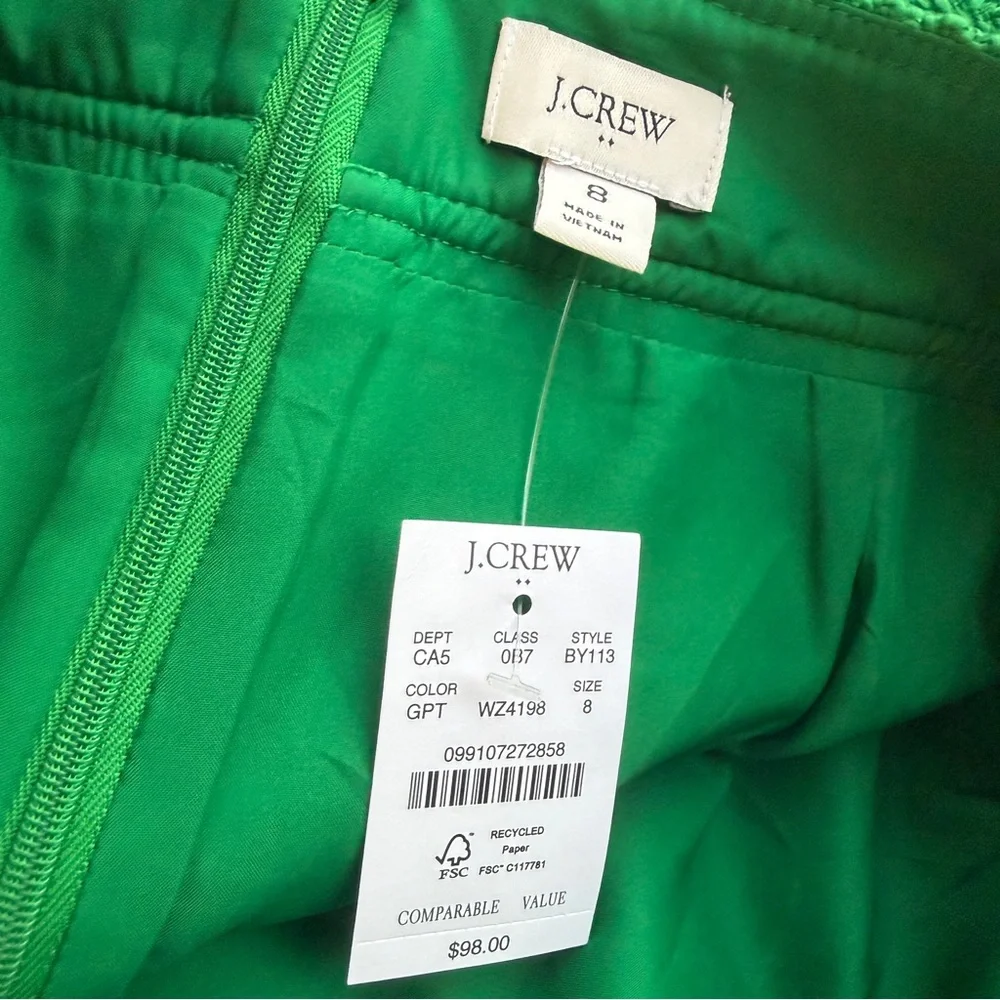 J.CREW
8
MADE IN
VIETNAM
J.CREW
DEPT CLASS STYLE
CA5 0B7 BY113
COLOR SIZE
GPT WZ4198 8
099107272858
RECYCLED
Paper
FSC™ C117781
FSC
COMPARABLE VALUE
$98.00